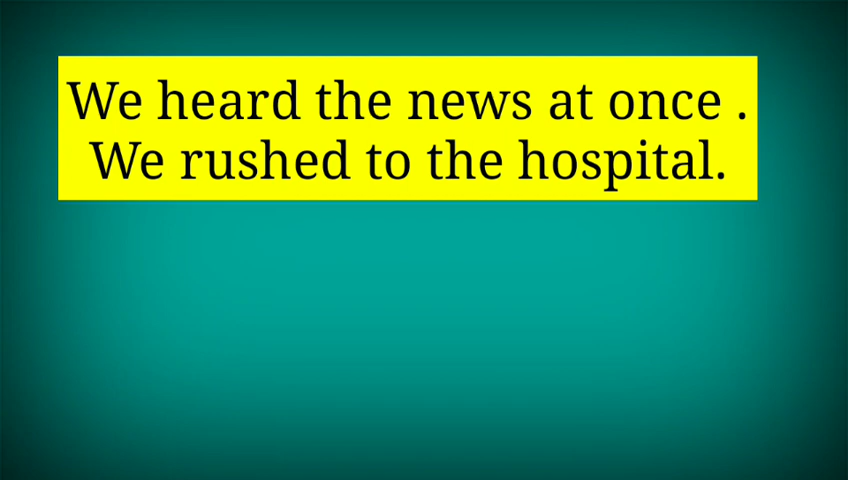 We heard the news at once .
We rushed to the hospital.